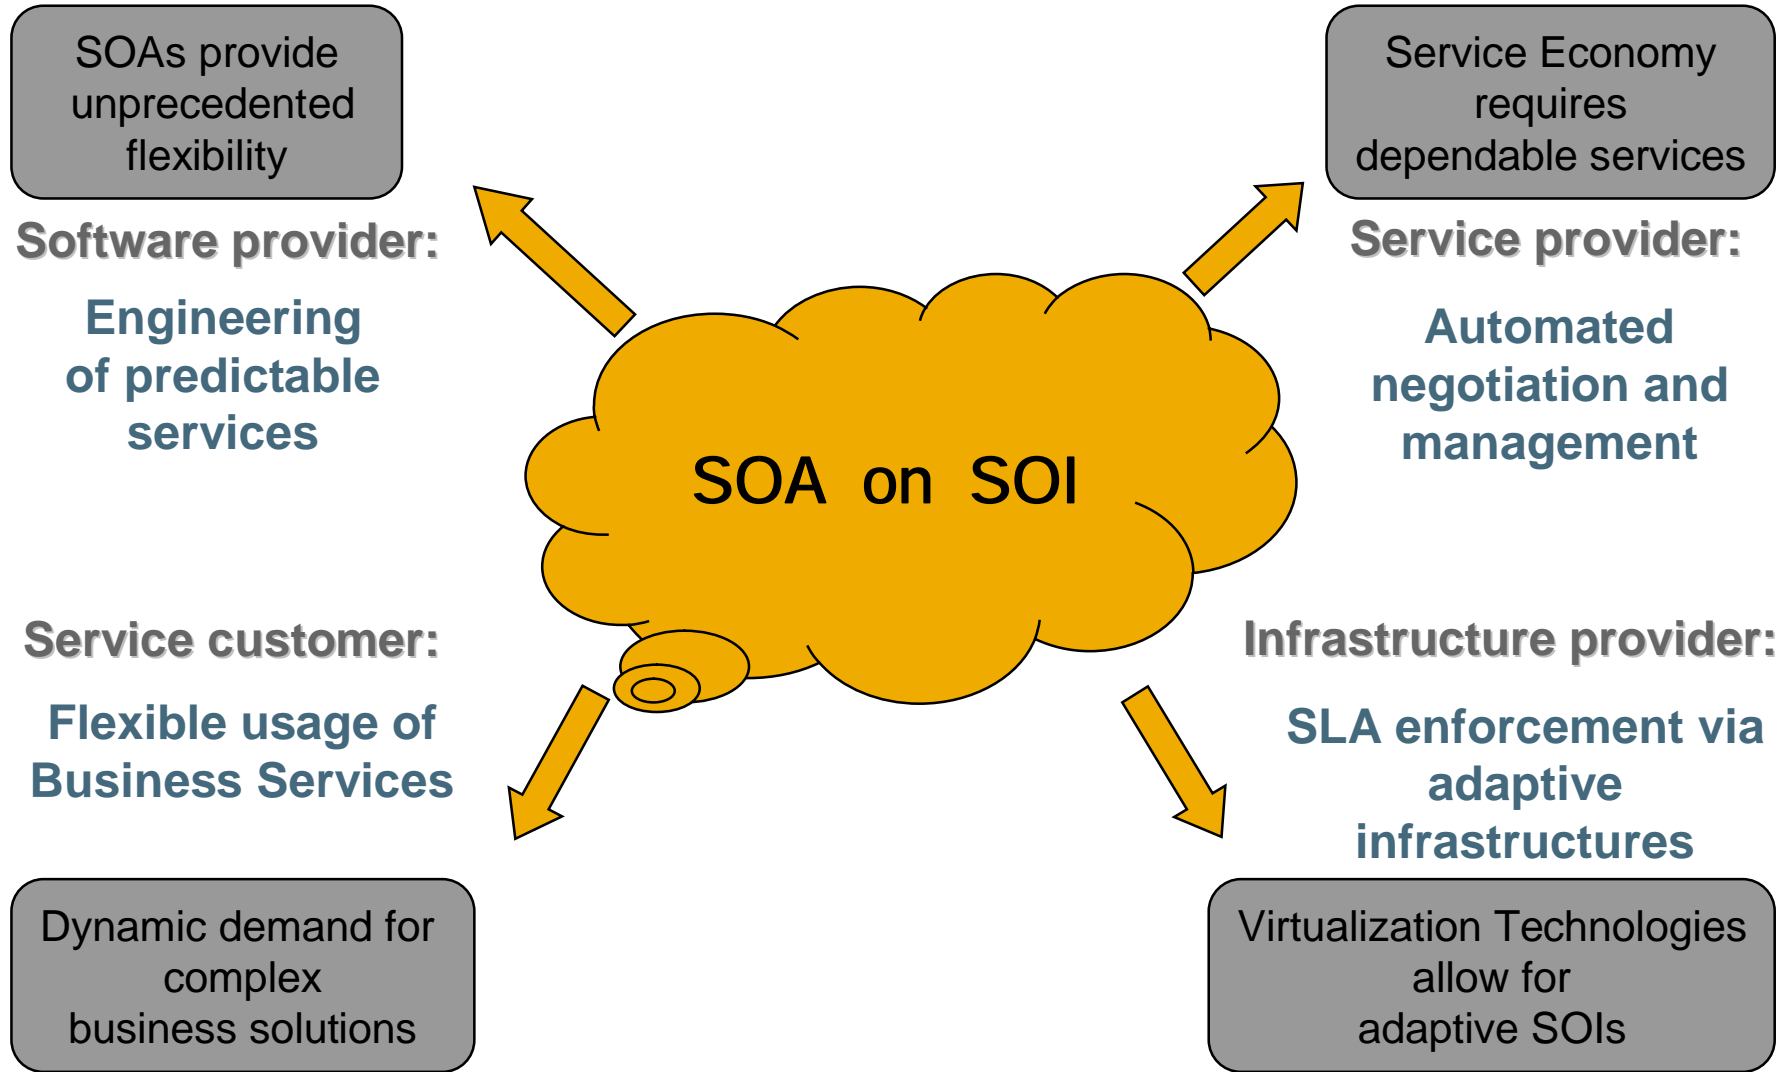 SOAs provide
unprecedented
flexibility
Software provider:
Engineering
of predictable
services
Service Economy
requires
dependable services
Service provider:
Automated
negotiation and
management
SOA on SOI
Service customer:
Flexible usage of
Business Services
Dynamic demand for
complex
business solutions
Infrastructure provider:
SLA enforcement via
adaptive
infrastructures
Virtualization Technologies
allow for
adaptive SOIs